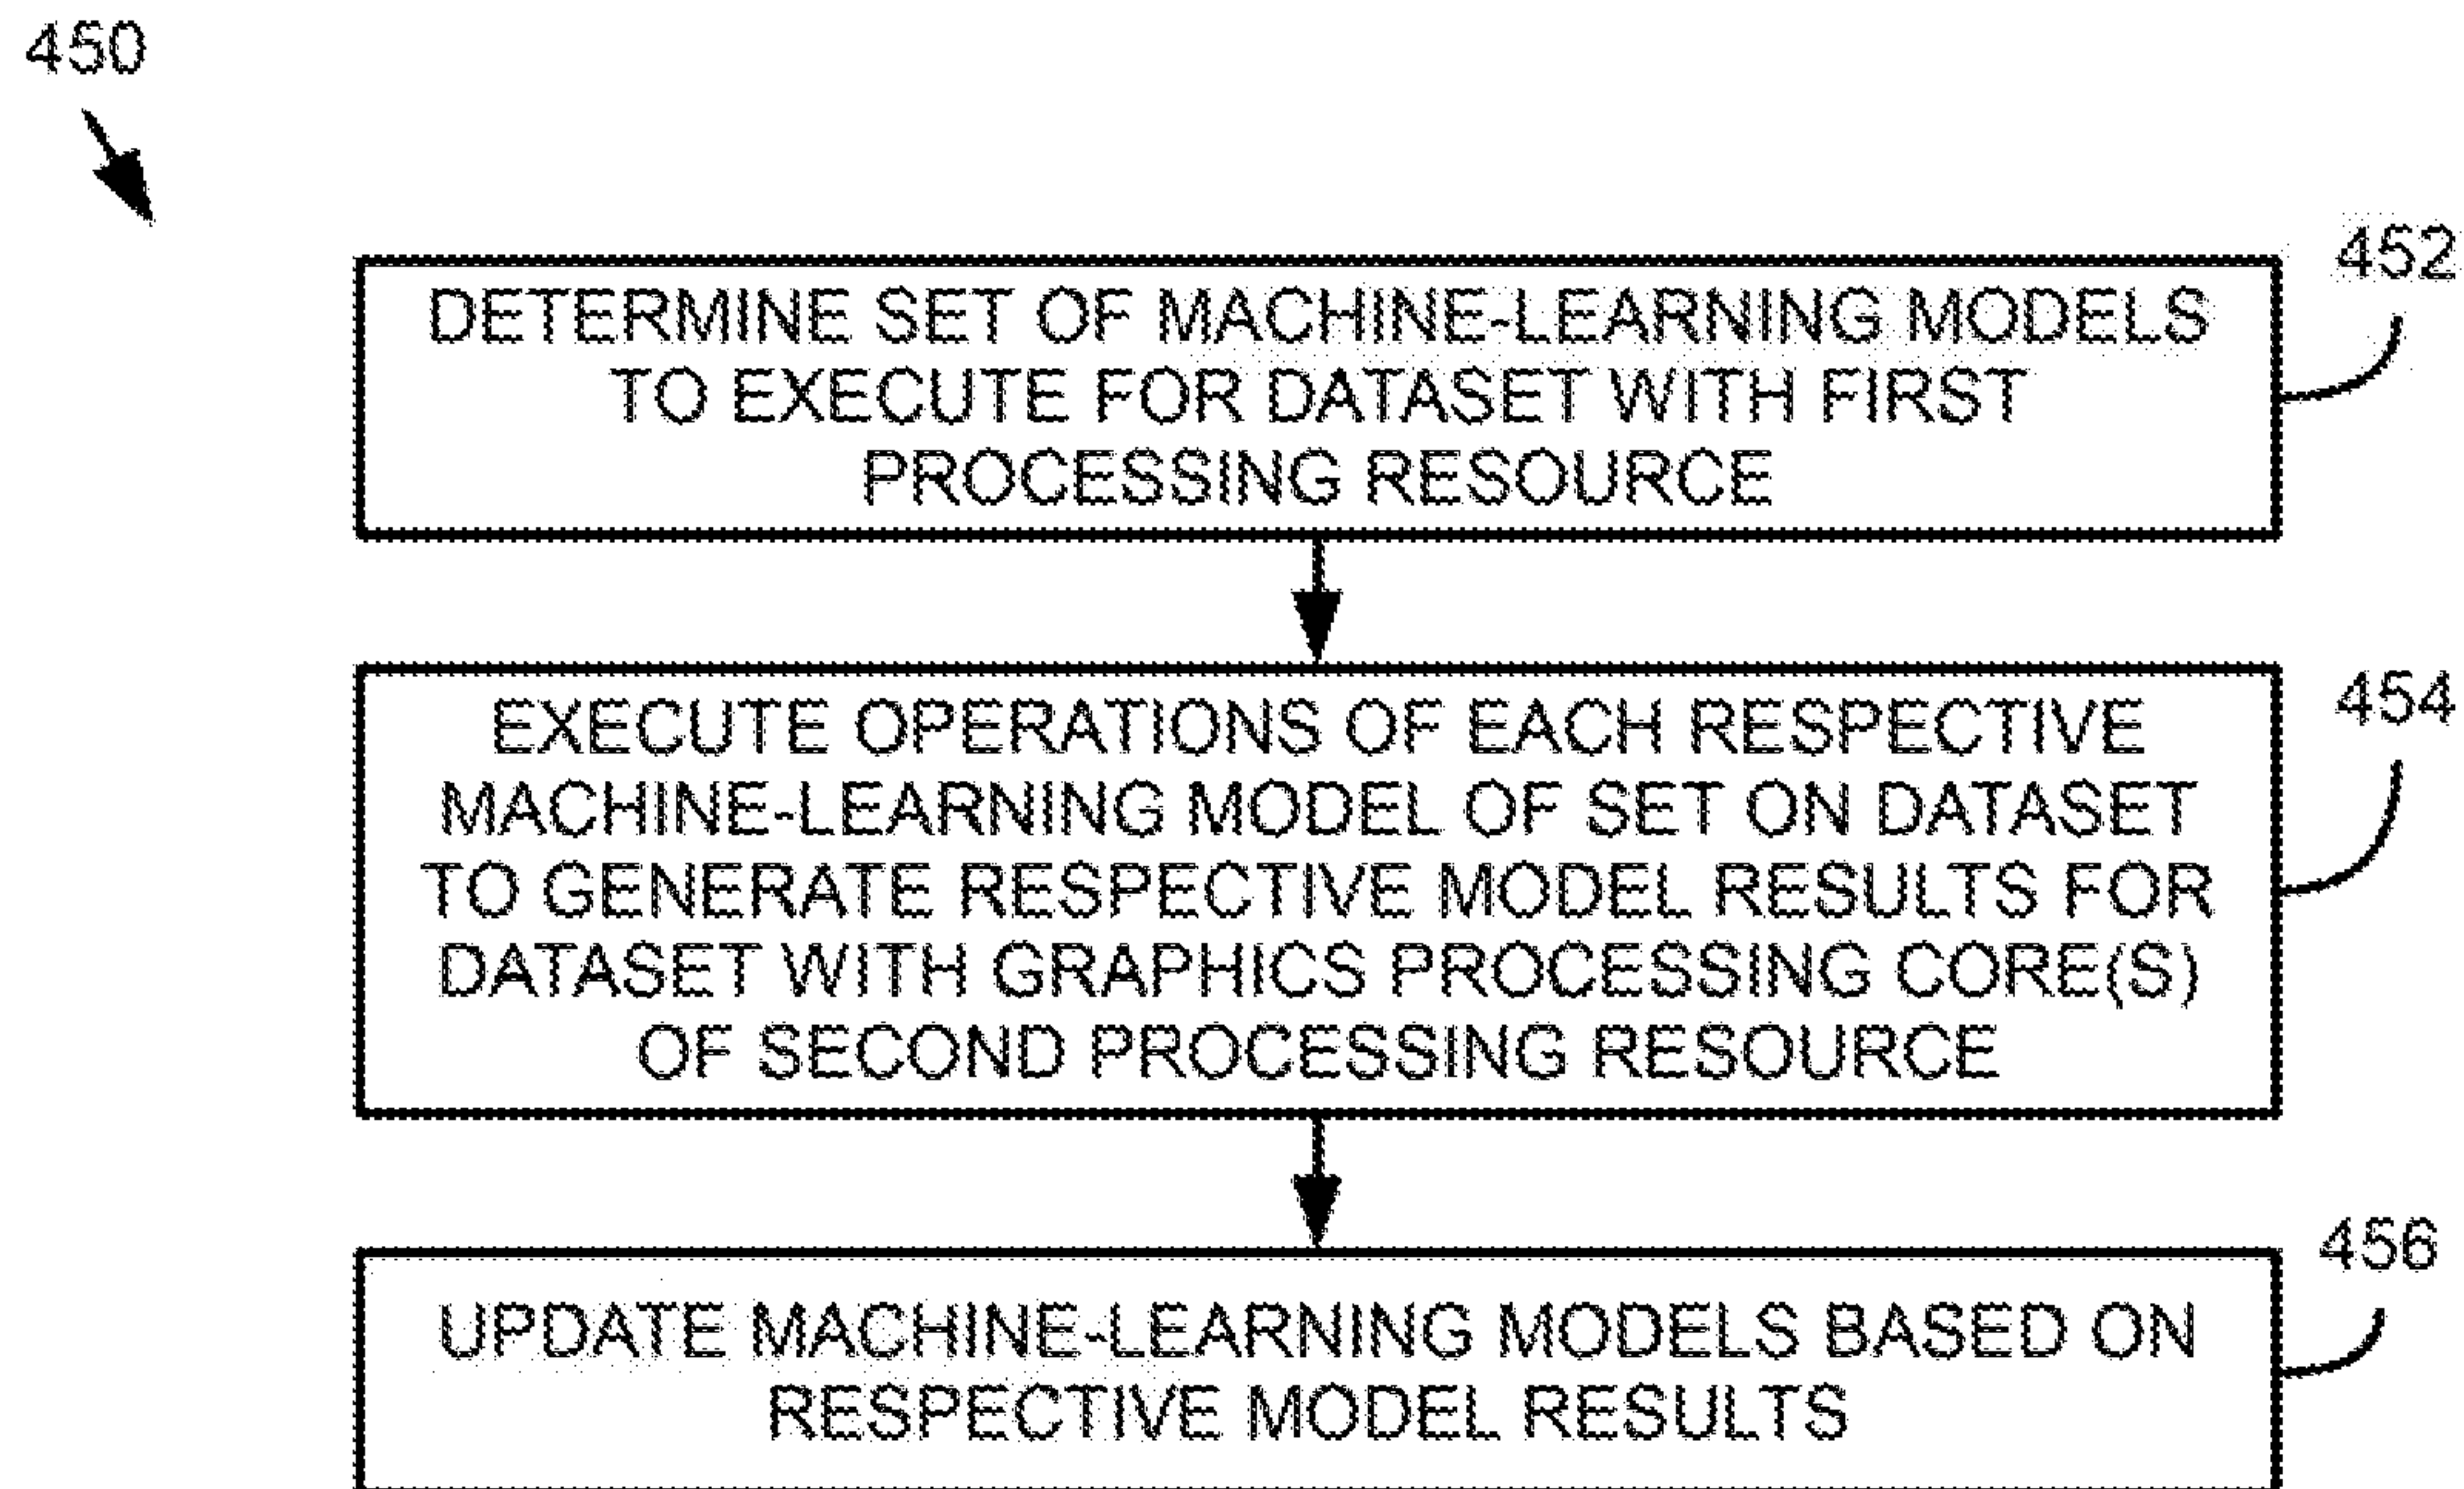 450
452
DETERMINE SET OF MACHINE-LEARNING MODELS
TO EXECUTE FOR DATASET WITH FIRST
PROCESSING RESOURCE
454
EXECUTE OPERATIONS OF EACH RESPECTIVE
MACHINE-LEARNING MODEL OF SET ON DATASET
TO GENERATE RESPECTIVE MODEL RESULTS FOR
DATASET WITH GRAPHICS PROCESSING CORE(S)
OF SECOND PROCESSING RESOURCE
456
UPDATE MACHINE-LEARNING MODELS BASED ON
RESPECTIVE MODEL RESULTS